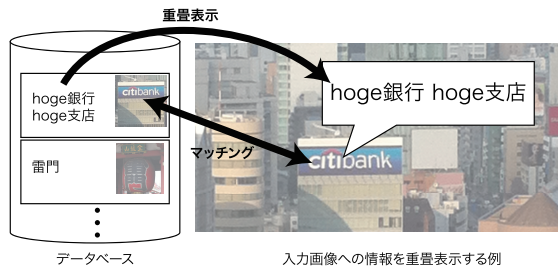 重畳表示
hoge銀行
hoge支店
citibank
雷門
マッチング
hoge銀行 hoge支店
citibank
データベース
入力画像への情報を重畳表示する例